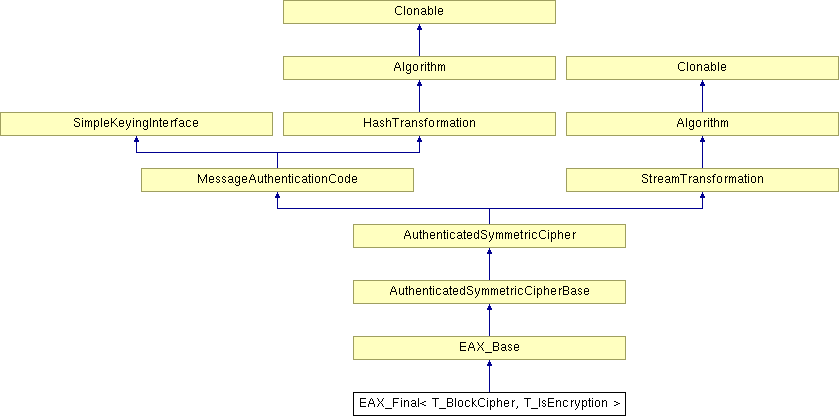 Clonable
Algorithm
Clonable
SimpleKeyingInterface
HashTransformation
Algorithm
MessageAuthenticationCode
StreamTransformation
AuthenticatedSymmetricCipher
AuthenticatedSymmetricCipherBase
EAX_Base
EAX_Final< T_BlockCipher, T_IsEncryption >